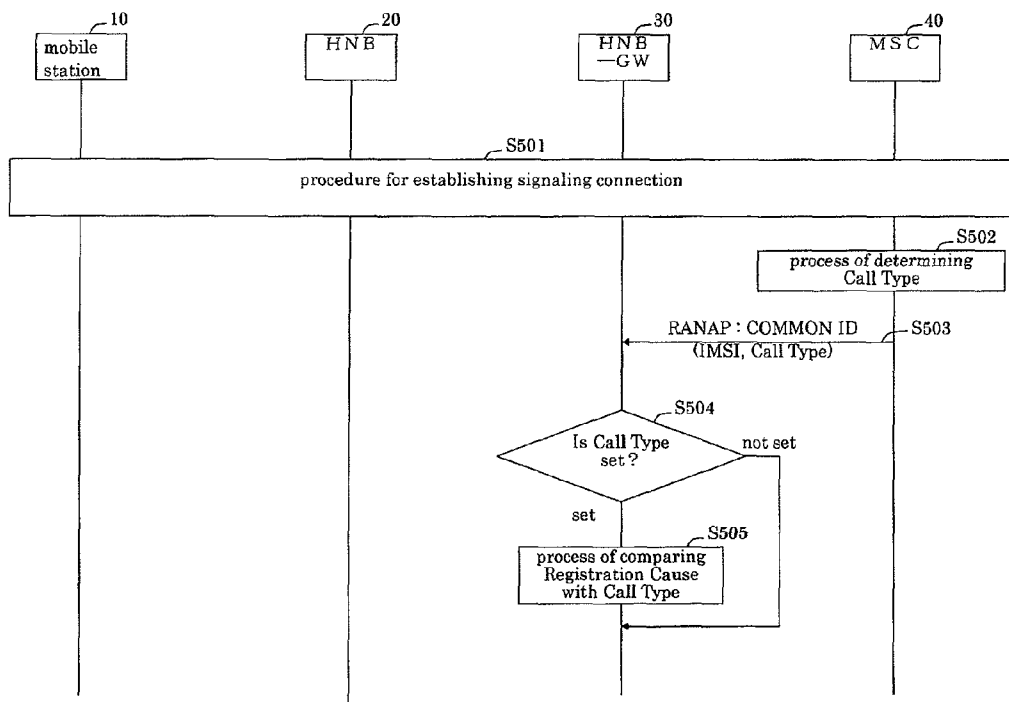 10
20
30
40
mobile
station
HNB
HNB
—GW
MSC
S501
procedure for establishing signaling connection
S502
process of determining
Call Type
RANAP : COMMON ID
S503
(IMSI, Call Type)
S504
Is Call Type
set ?
not set
set
S505
process of comparing
Registration Cause
with Call Type